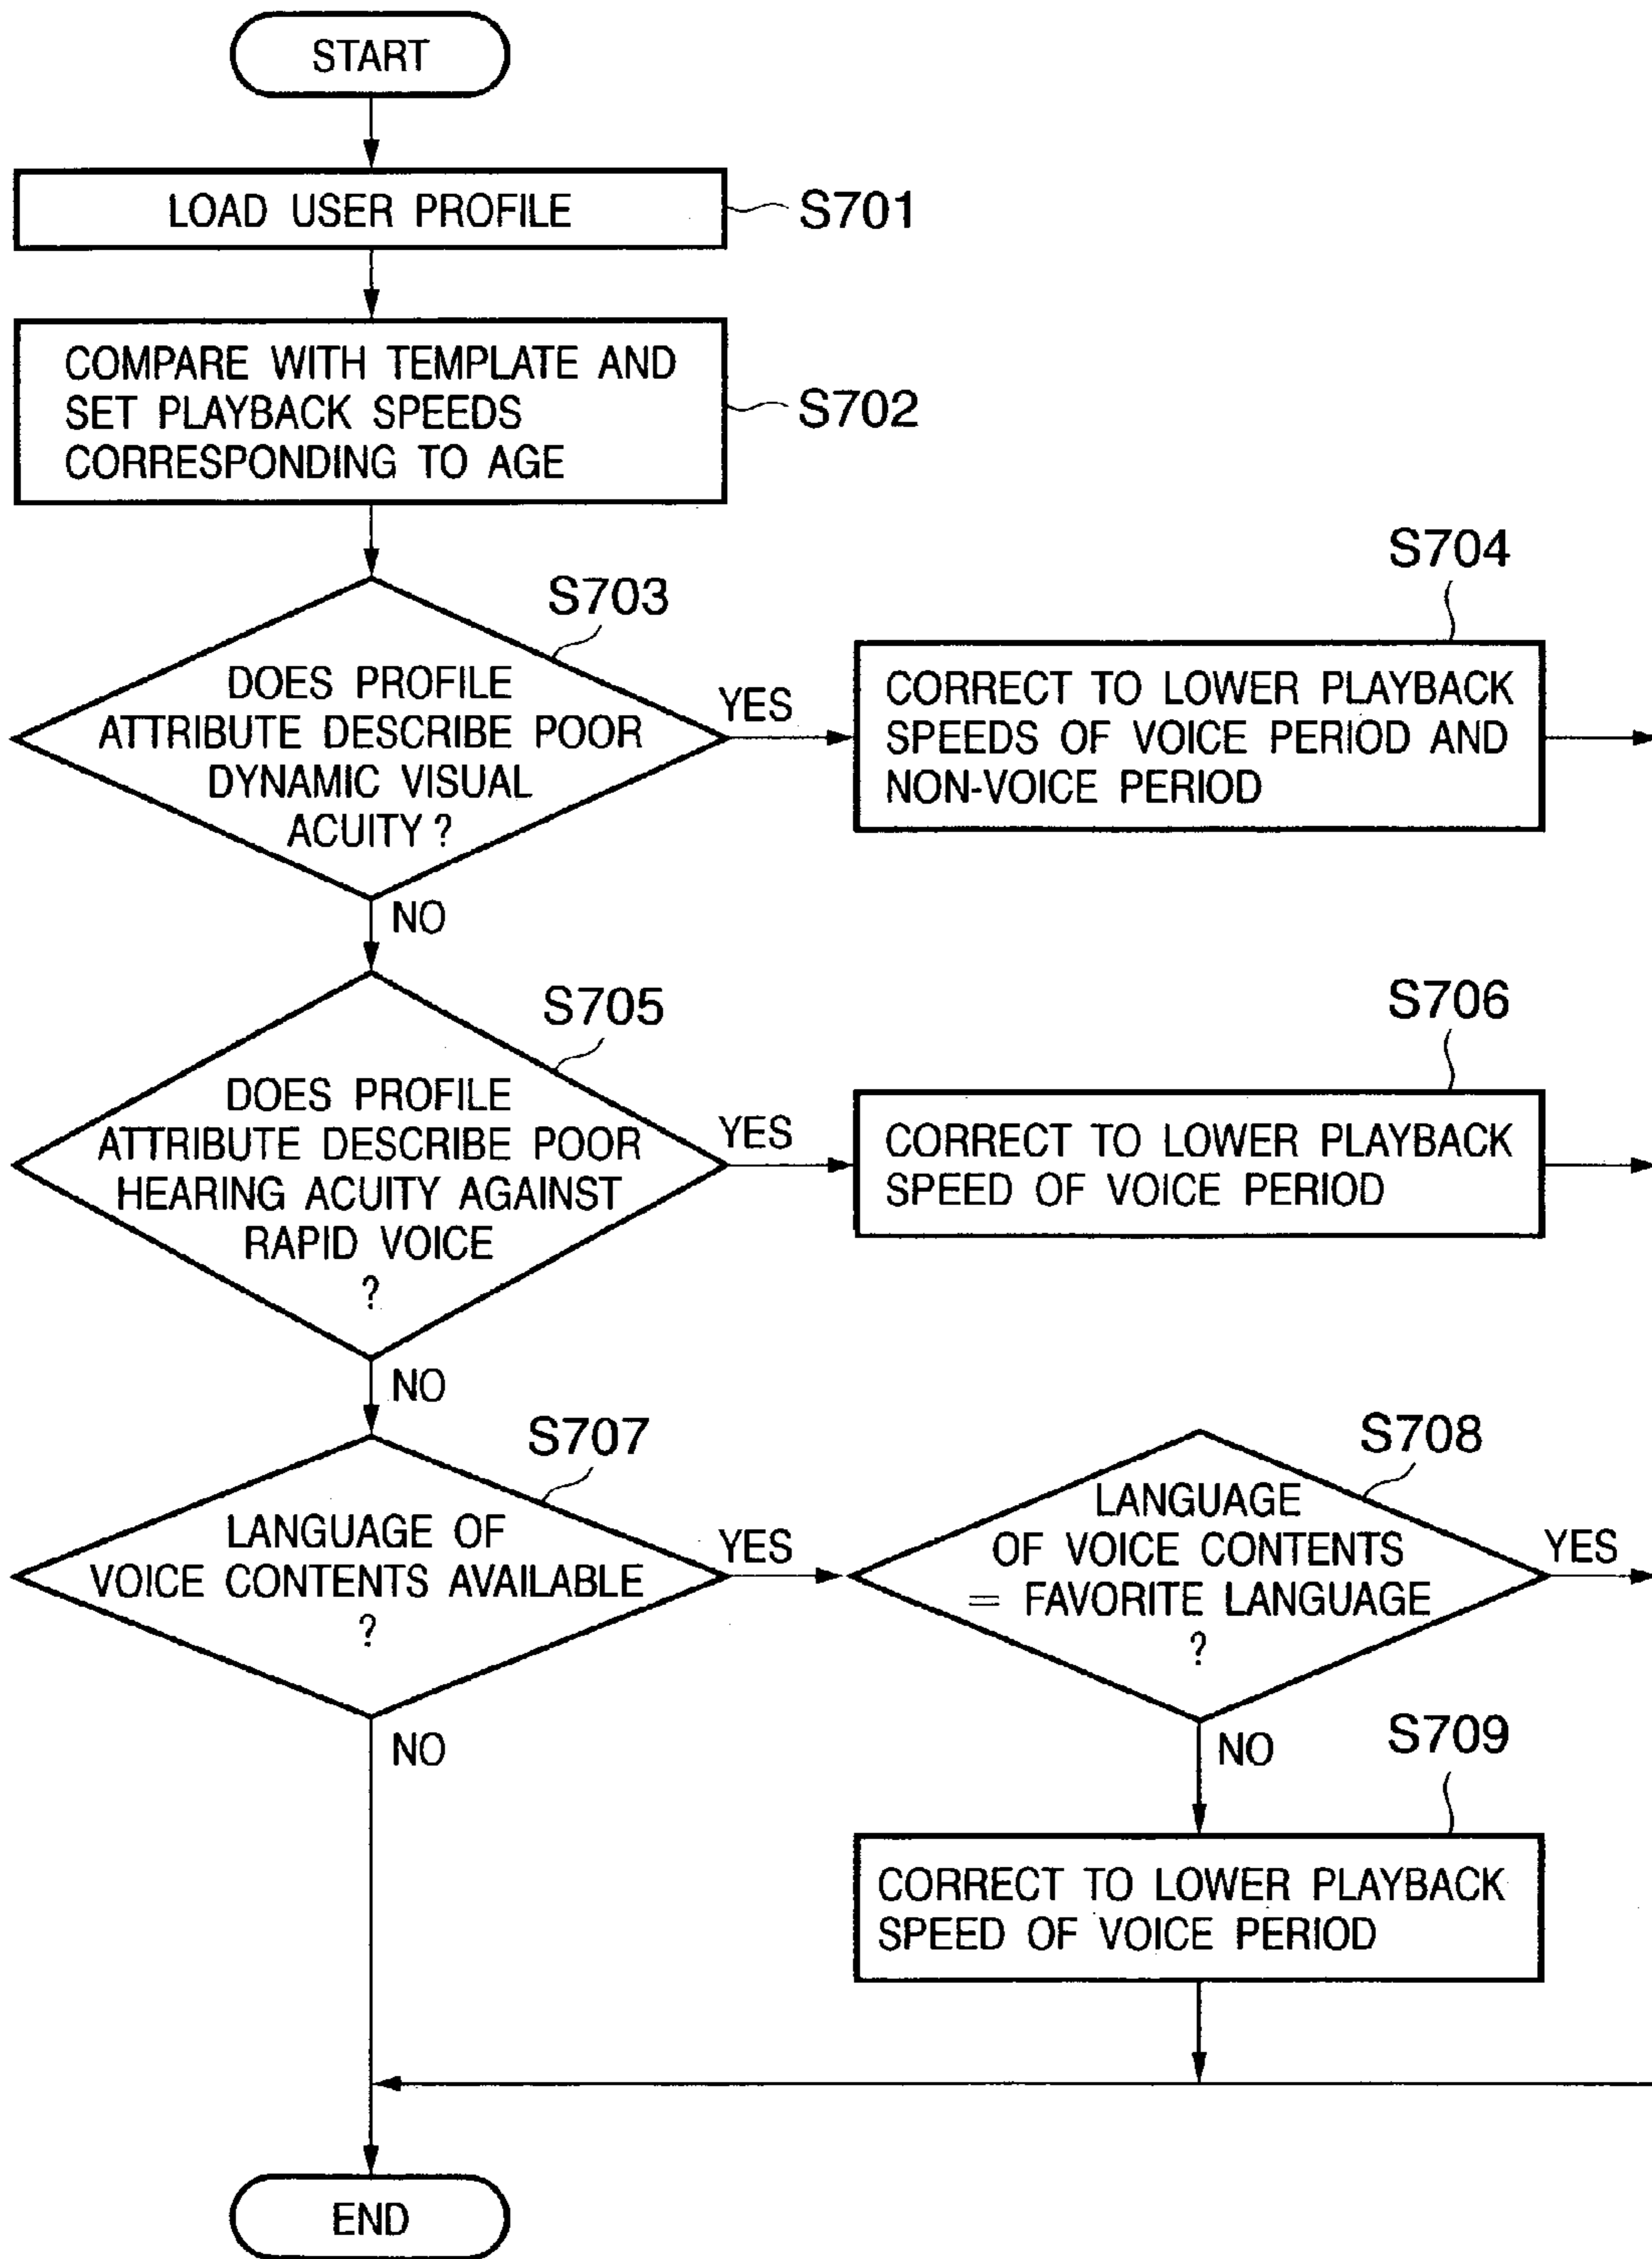 START
LOAD USER PROFILE
S701
COMPARE WITH TEMPLATE AND
SET PLAYBACK SPEEDS
CORRESPONDING TO AGE
S702
S703
DOES PROFILE
ATTRIBUTE DESCRIBE POOR
DYNAMIC VISUAL
ACUITY ?
YES
NO
S704
CORRECT TO LOWER PLAYBACK
SPEEDS OF VOICE PERIOD AND
NON-VOICE PERIOD
S705
DOES PROFILE
ATTRIBUTE DESCRIBE POOR
HEARING ACUITY AGAINST
RAPID VOICE
?
YES
NO
S706
CORRECT TO LOWER PLAYBACK
SPEED OF VOICE PERIOD
S707
LANGUAGE OF
VOICE CONTENTS AVAILABLE
?
YES
NO
S708
LANGUAGE
OF VOICE CONTENTS
= FAVORITE LANGUAGE
?
YES
NO
S709
CORRECT TO LOWER PLAYBACK
SPEED OF VOICE PERIOD
END